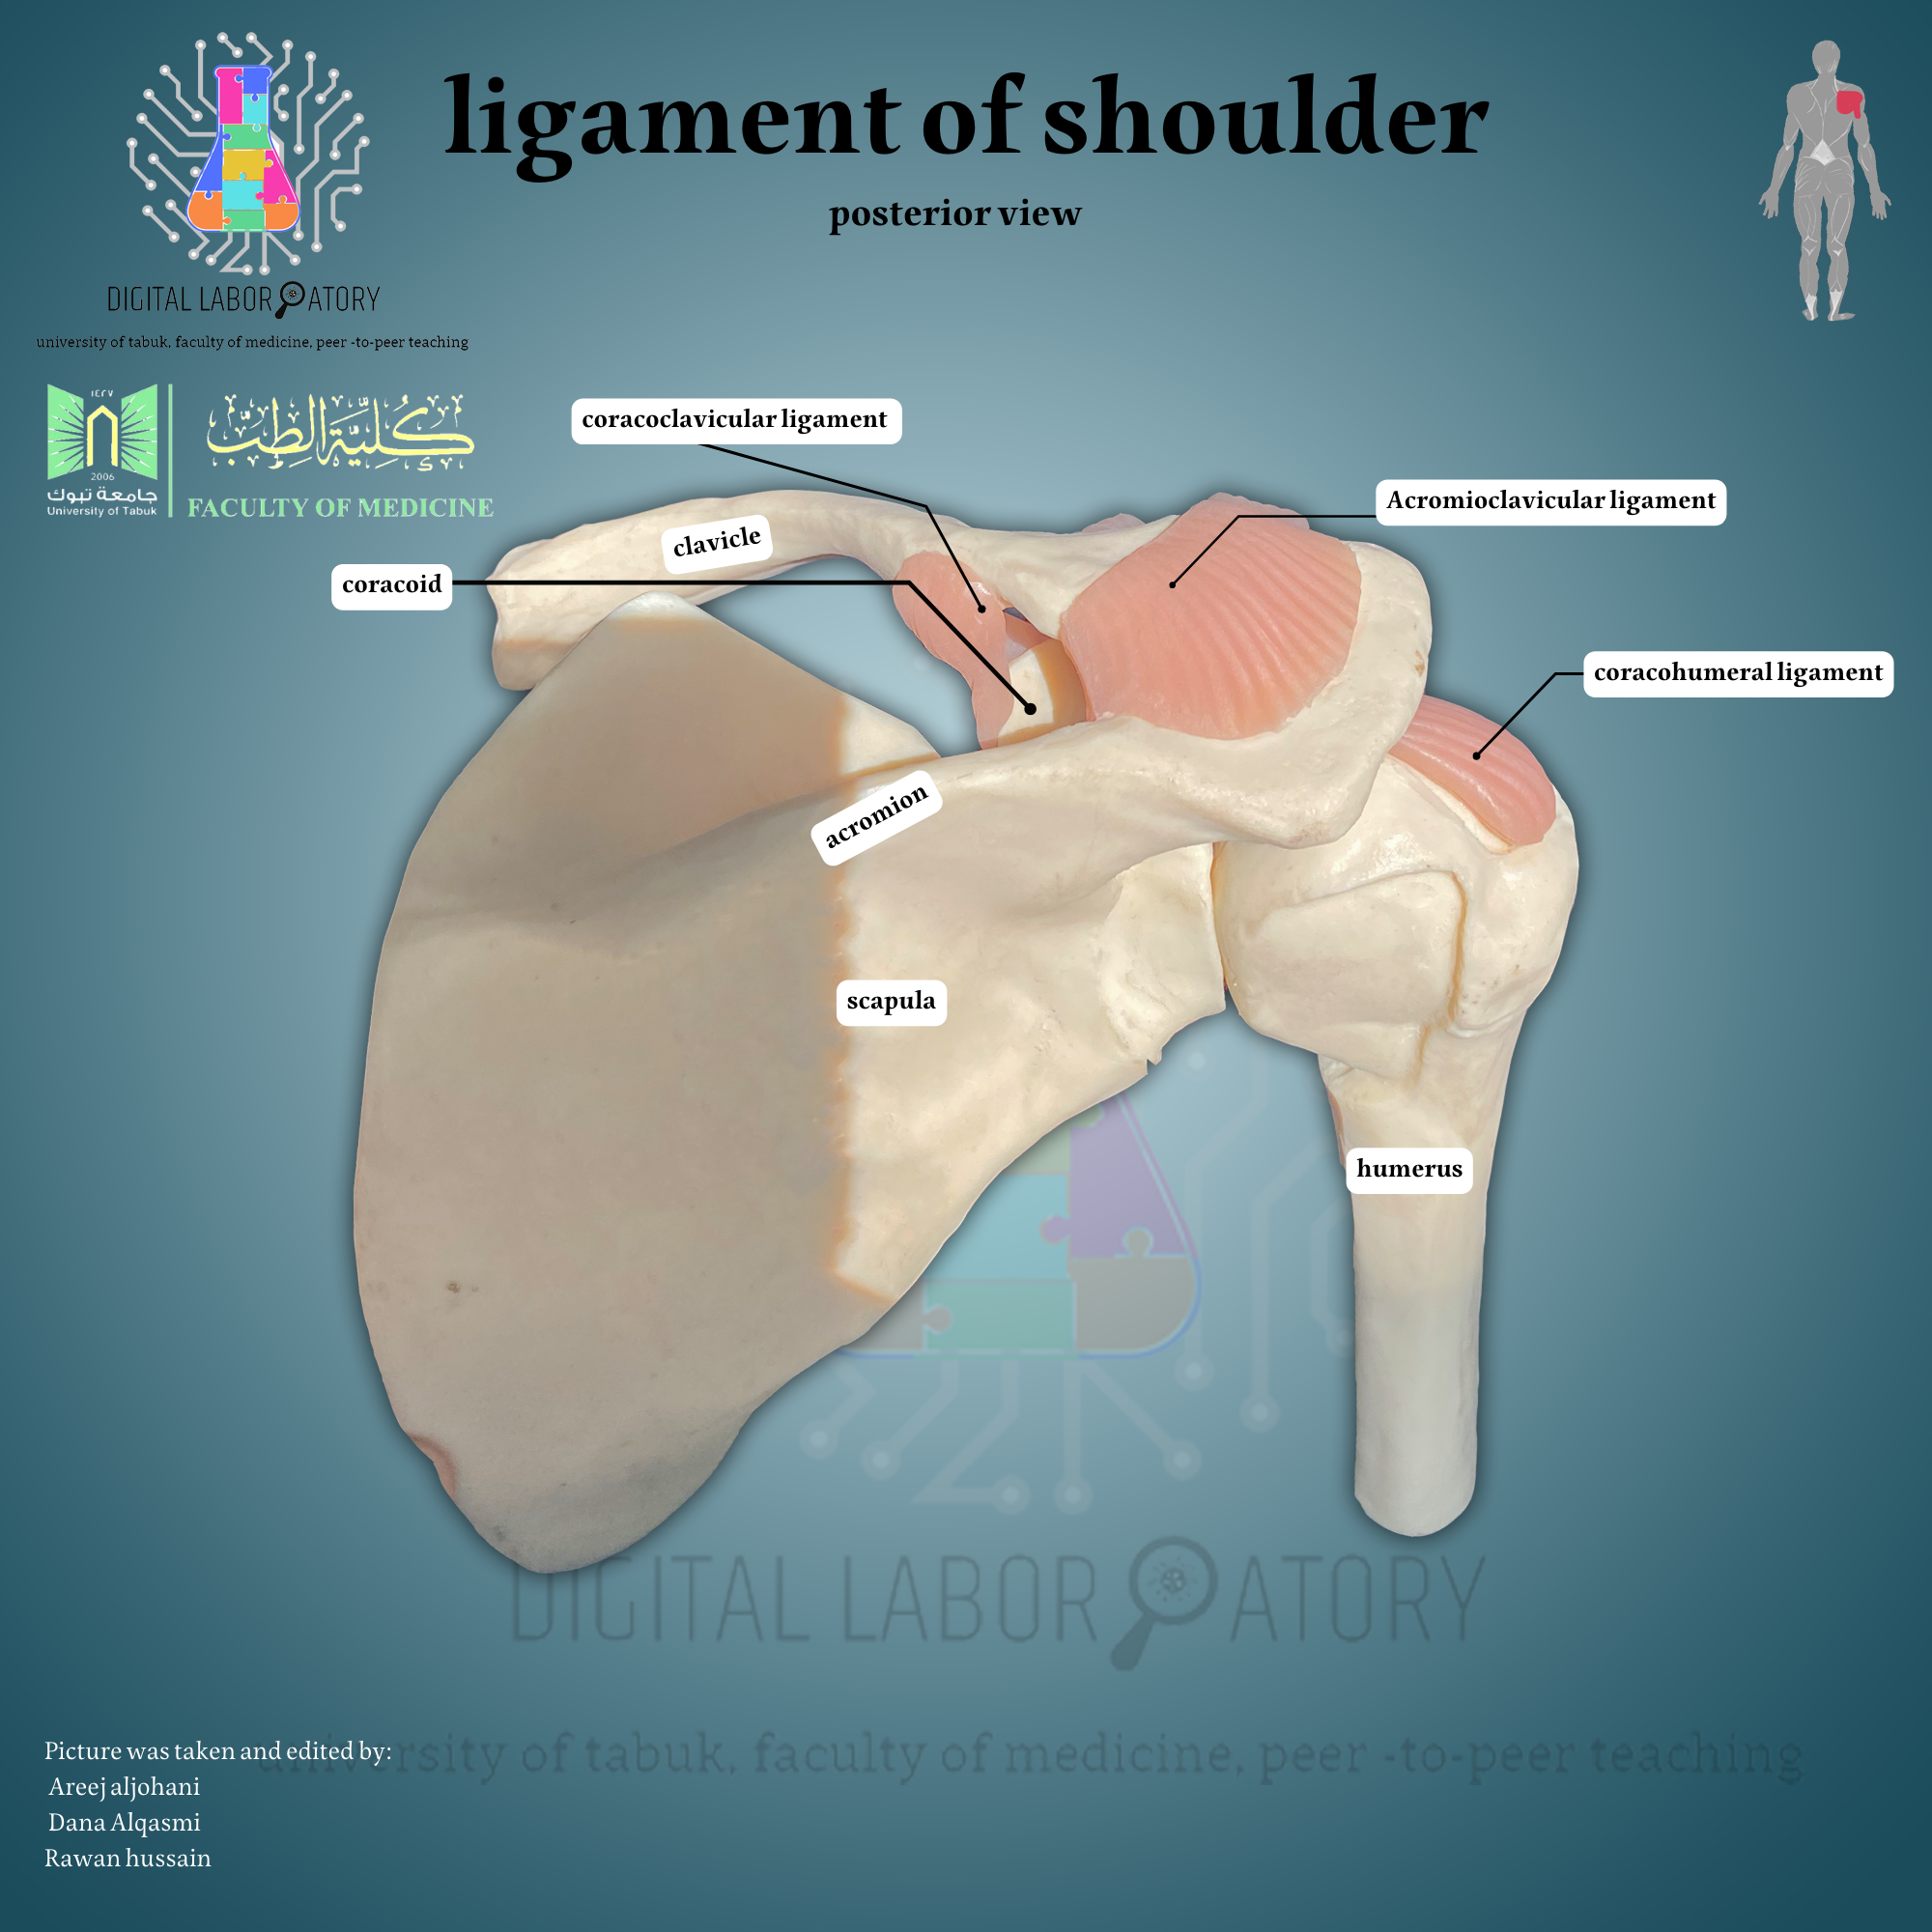 ligament of shoulder
posterior view
DIGITAL LABORATORY
university of tabuk, faculty of medicine, peer -to-peer teaching
١٤٢٧
2006
جامعة تبوك
University of Tabuk
كُلِيَّة الطِبّ
FACULTY OF MEDICINE
coracoclavicular ligament
Acromioclavicular ligament
clavicle
coracoid
coracohumeral ligament
acromion
scapula
humerus
DIGITAL LABORATORY
university of tabuk, faculty of medicine, peer -to-peer teaching
Picture was taken and edited by:
Areej aljohani
Dana Alqasmi
Rawan hussain